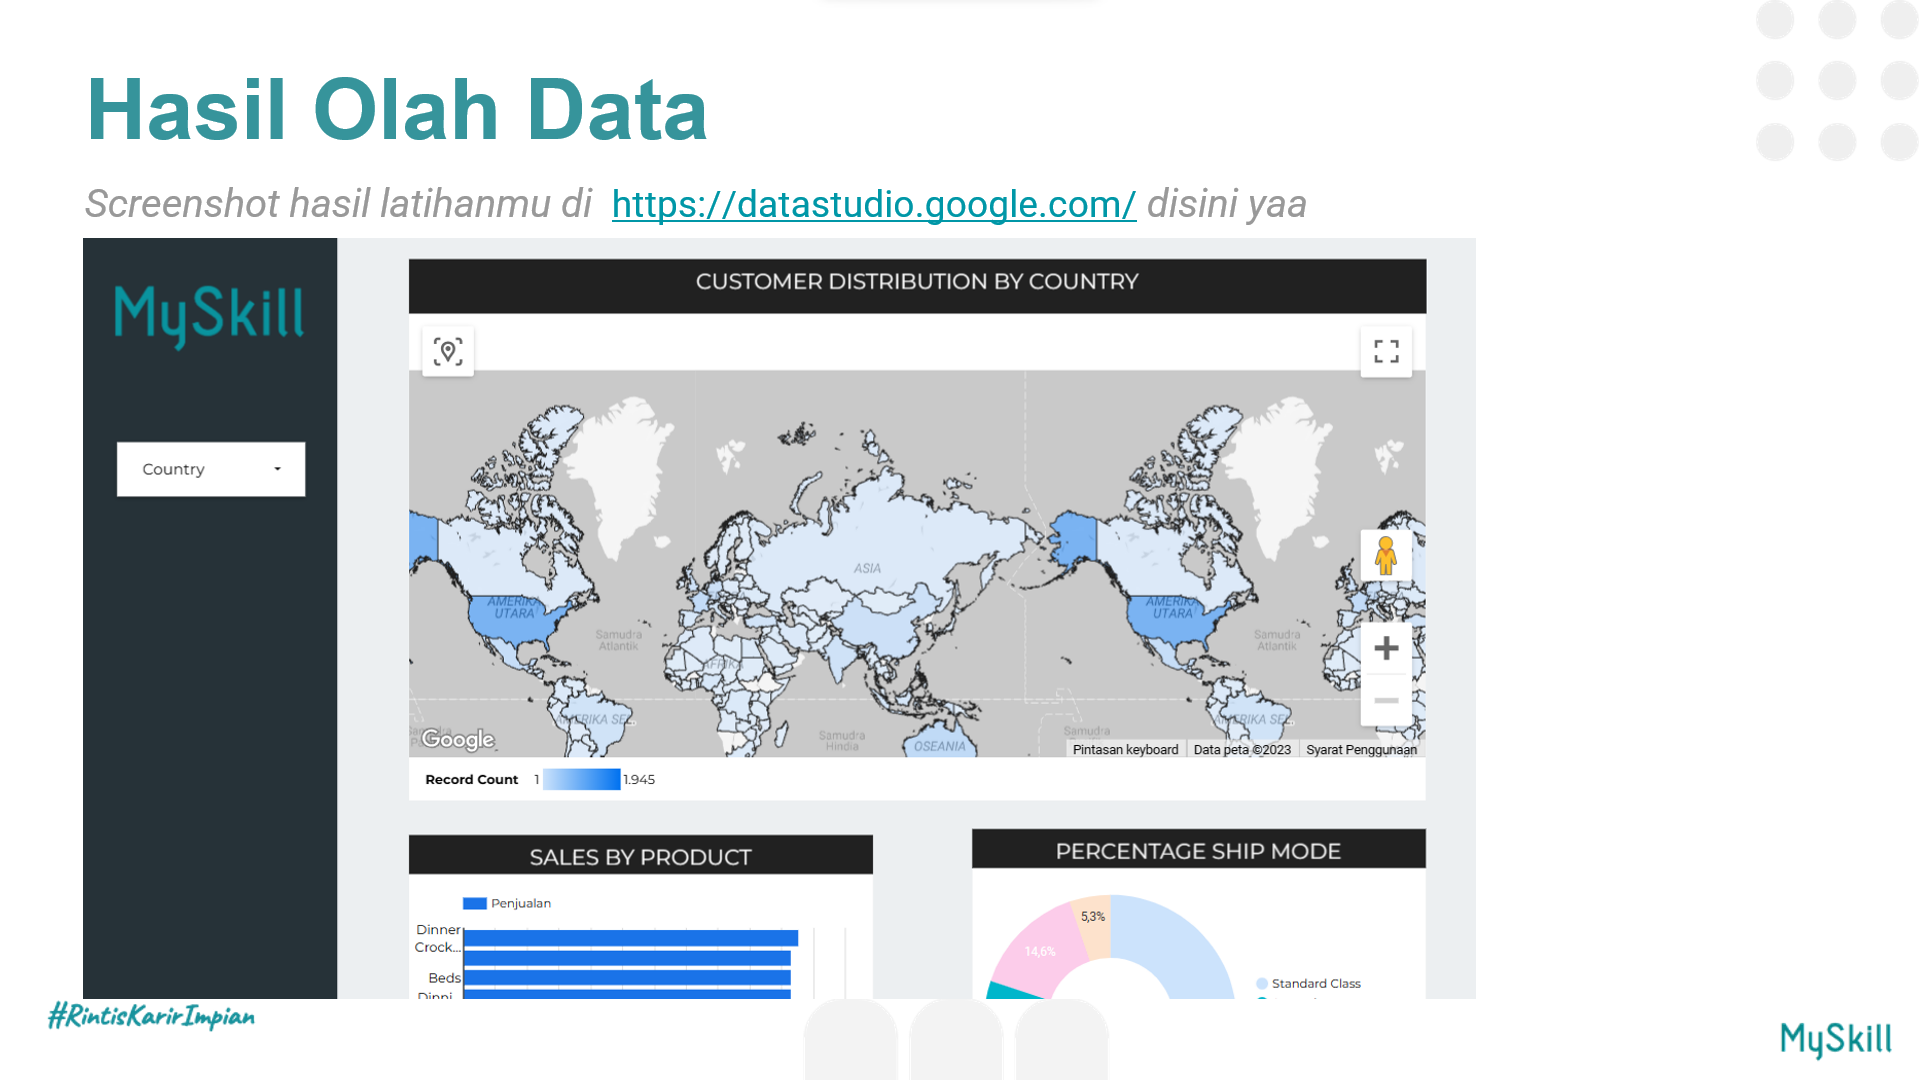 Hasil Olah Data
Screenshot hasil latihanmu di https://datastudio.google.com/ disini yaa
MySkill
Country
CUSTOMER DISTRIBUTION BY COUNTRY
ASIA
AMERIKA
UTARA
AMERIKA
UTARA
Samudra
Atlantik
Samudra
Atlantik
AFRIKA
AMERIKA SEL
AMERIKA SEL
Samudra
Hindia
OSEANIA
Samudra
Google
Pintasan keyboard
Data peta ©2023
Syarat Penggunaan
Record Count 1 1.945
SALES BY PRODUCT
Penjualan
Dinner
Crock...
Beds
Dinni...
PERCENTAGE SHIP MODE
5,3%
14,6%
Standard Class
#RintisKarirImpian
MySkill